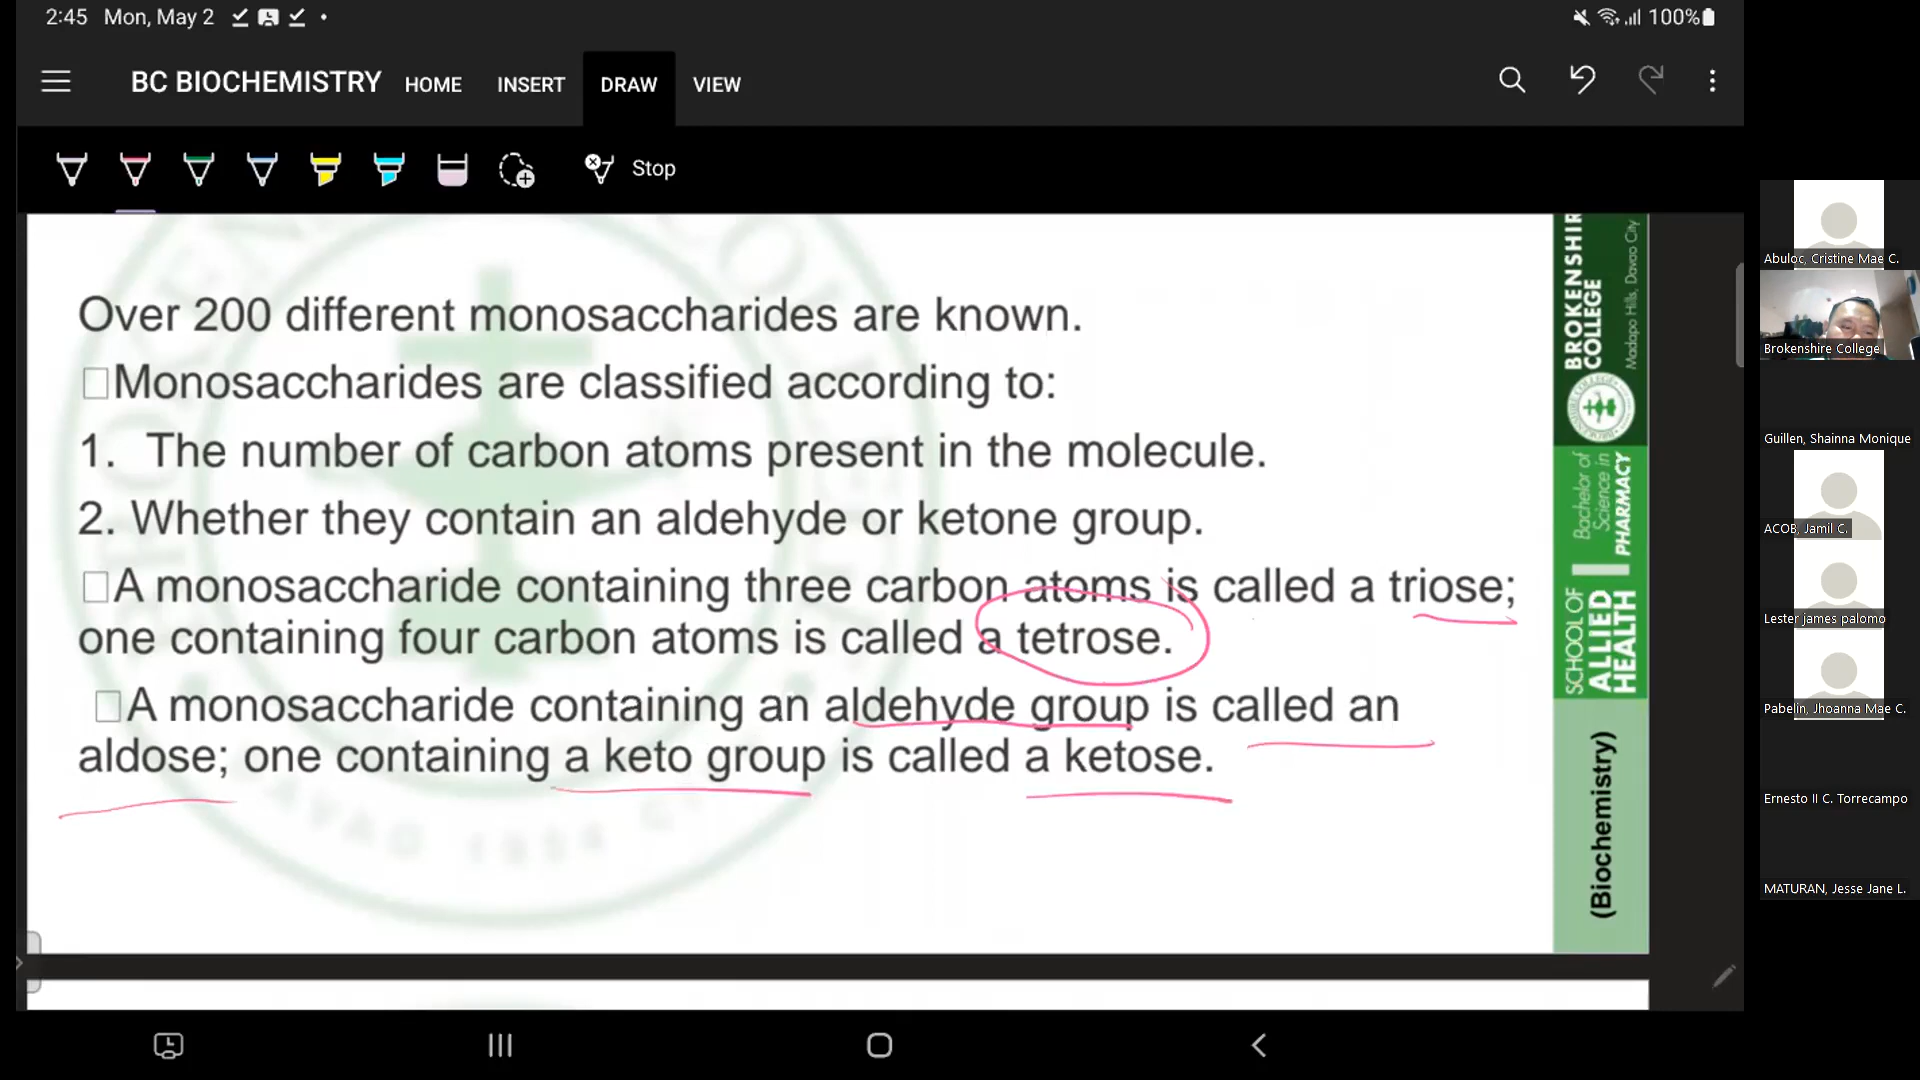 2:45 Mon, May 2
100%
BC BIOCHEMISTRY HOME INSERT DRAW VIEW
Stop
Over 200 different monosaccharides are known.
□Monosaccharides are classified according to:
1. The number of carbon atoms present in the molecule.
2. Whether they contain an aldehyde or ketone group.
□A monosaccharide containing three carbon atoms is called a triose;
one containing four carbon atoms is called a tetrose.
□A monosaccharide containing an aldehyde group is called an
aldose; one containing a keto group is called a ketose.
BROKENSHIR
COLLEGE
Madapo Hills, Davao City
Bachelor of
Science in
PHARMACY
SCHOOL OF
ALLIED
HEALTH
(Biochemistry)
Abuloc, Cristine Mae C.
Brokenshire College
Guillen, Shainna Monique
ACOB, Jamil C.
Lester james palomo
Pabelin, Jhoanna Mae C.
Ernesto II C. Torrecampo
MATURAN, Jesse Jane L.